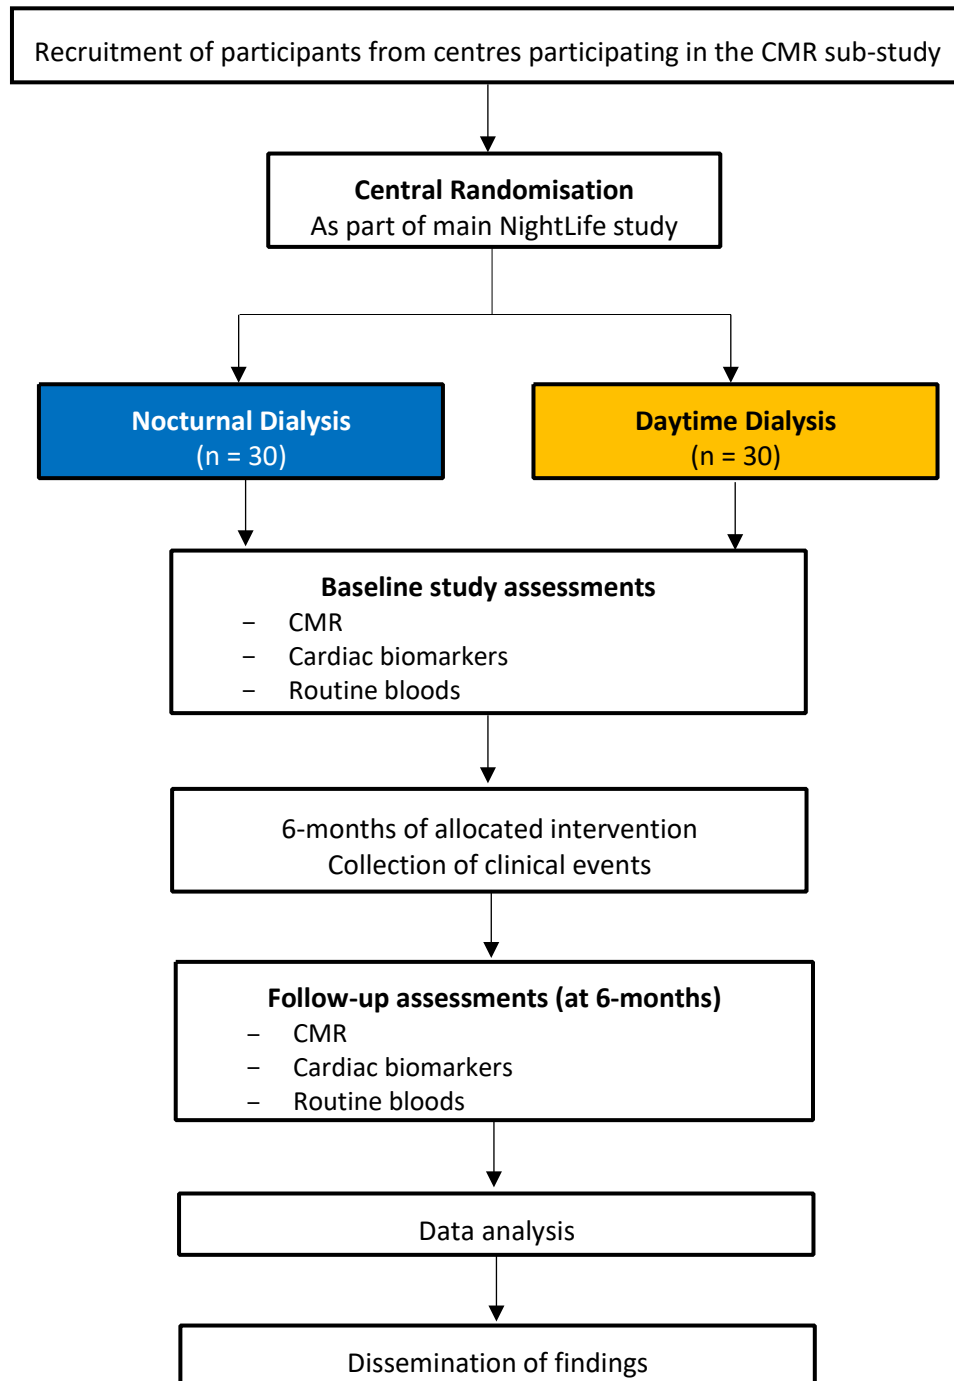 Recruitment of participants from centres participating in the CMR sub-study
Central Randomisation
As part of main NightLife study
Nocturnal Dialysis
(n = 30)
Daytime Dialysis
(n = 30)
Baseline study assessments
- CMR
- Cardiac biomarkers
- Routine bloods
6-months of allocated intervention
Collection of clinical events
Follow-up assessments (at 6-months)
- CMR
- Cardiac biomarkers
- Routine bloods
Data analysis
Dissemination of findings